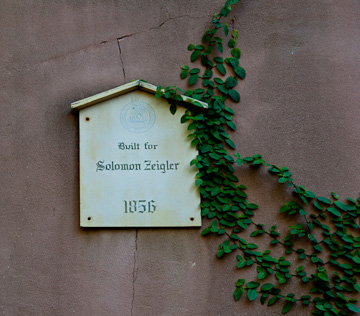 Built for
Solomon Zeigler
1856